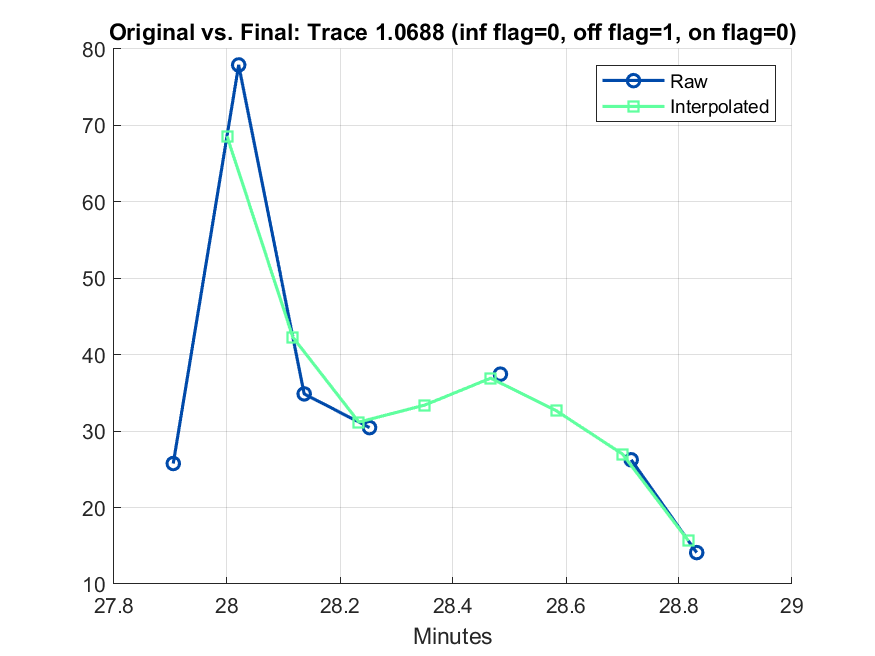 Original vs. Final: Trace 1.0688 (inf flag=0, off flag=1, on flag=0)
80
70
60
50
40
30
20
10
Raw
Interpolated
27.8 28 28.2 28.4 28.6 28.8 29
Minutes